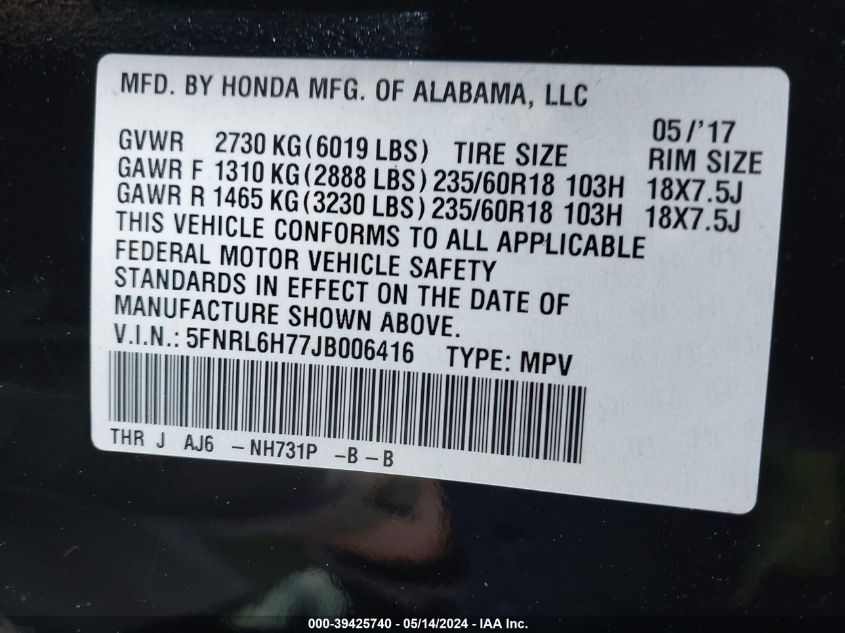 MFD. BY HONDA MFG. OF ALABAMA, LLC
05/'17
GVWR 2730 KG(6019 LBS) TIRE SIZE RIM SIZE
GAWR F 1310 KG(2888 LBS) 235/60R18 103H 18X7.5J
GAWR R 1465 KG(3230 LBS) 235/60R18 103H 18X7.5J
THIS VEHICLE CONFORMS TO ALL APPLICABLE
FEDERAL MOTOR VEHICLE SAFETY
STANDARDS IN EFFECT ON THE DATE OF
MANUFACTURE SHOWN ABOVE.
V.I.N.: 5FNRL6H77JB006416 TYPE: MPV
THR J AJ6 - NH731P - B - B
000-39425740 - 05/14/2024 - IAA Inc.